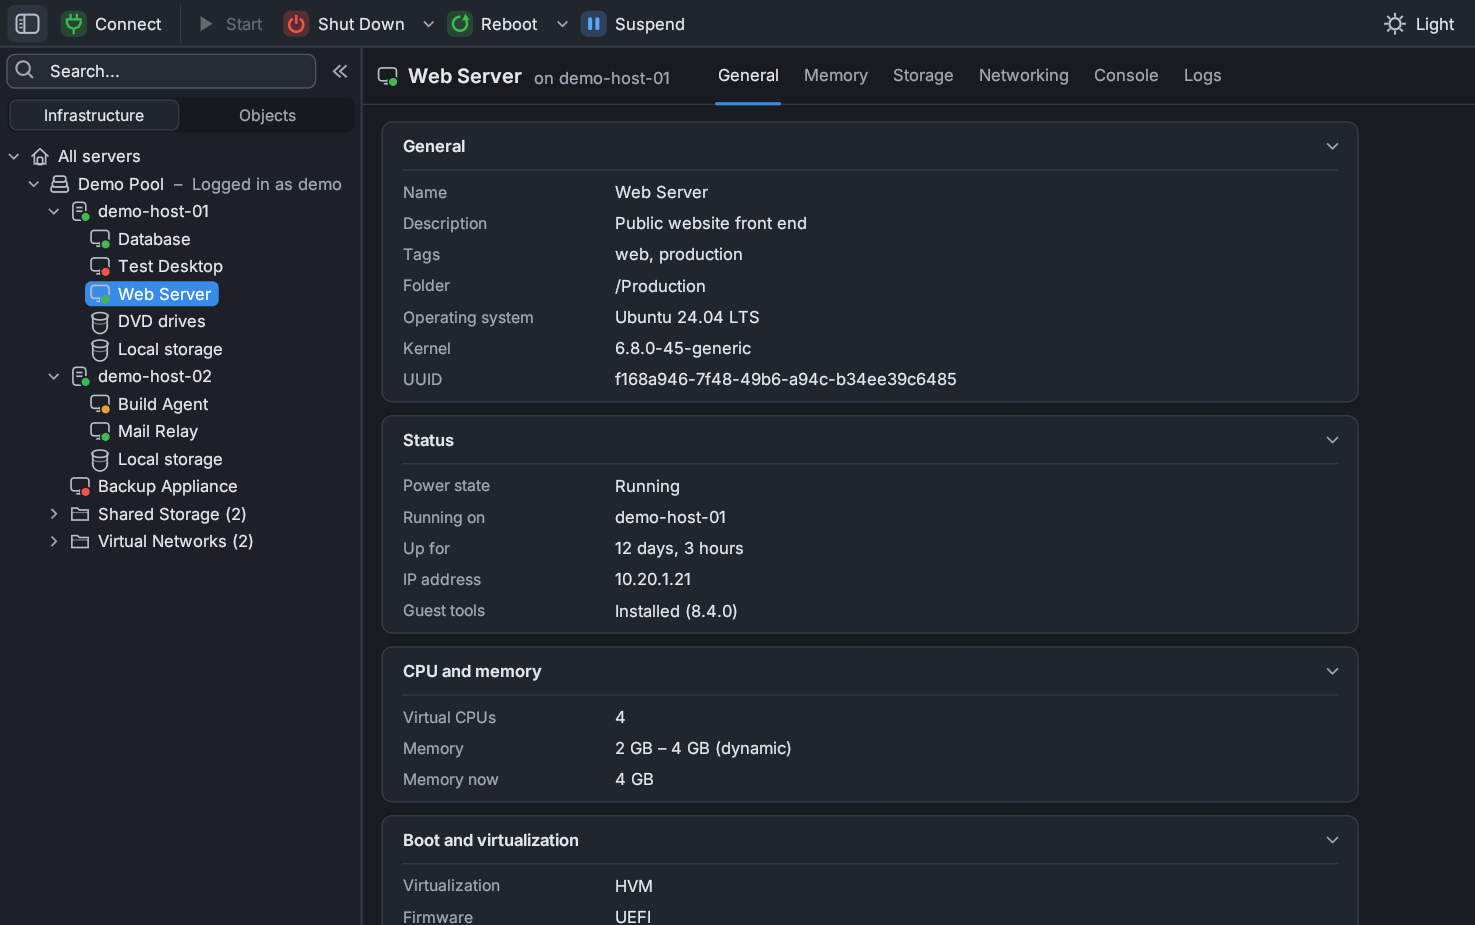 Connect Start Shut Down Reboot Suspend Light
Search...
Infrastructure Objects
All servers
Demo Pool – Logged in as demo
demo-host-01
Database
Test Desktop
Web Server
DVD drives
Local storage
demo-host-02
Build Agent
Mail Relay
Local storage
Backup Appliance
Shared Storage (2)
Virtual Networks (2)
Web Server on demo-host-01 General Memory Storage Networking Console Logs
General
Name Web Server
Description Public website front end
Tags web, production
Folder /Production
Operating system Ubuntu 24.04 LTS
Kernel 6.8.0-45-generic
UUID f168a946-7f48-49b6-a94c-b34ee39c6485
Status
Power state Running
Running on demo-host-01
Up for 12 days, 3 hours
IP address 10.20.1.21
Guest tools Installed (8.4.0)
CPU and memory
Virtual CPUs 4
Memory 2 GB – 4 GB (dynamic)
Memory now 4 GB
Boot and virtualization
Virtualization HVM
Firmware UEFI